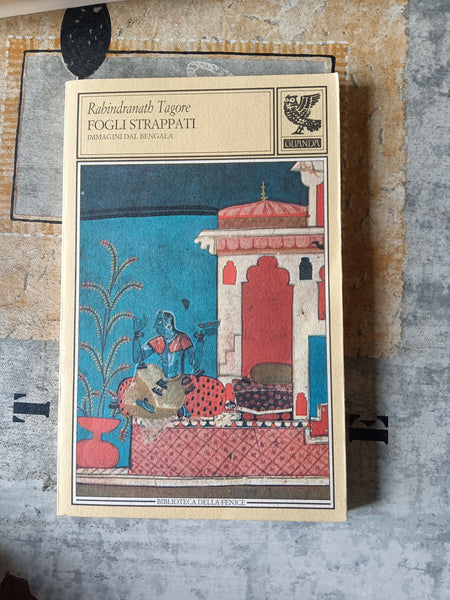 Rabindranath Tagore
FOGLI STRAPPATI
IMMAGINI DAL BENGALA
GUANDA
BIBLIOTECA DELLA FENICE
T
T